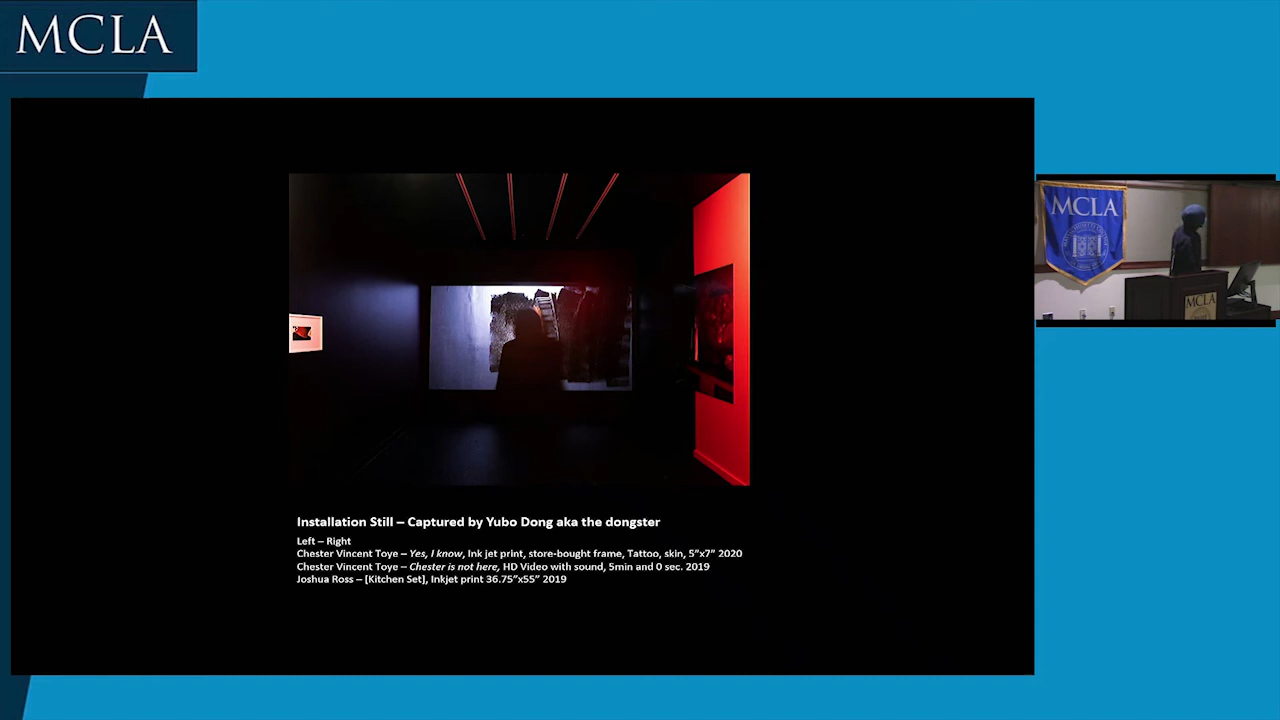 MCLA
Installation Still – Captured by Yubo Dong aka the dongster
Left – Right
Chester Vincent Toye – Yes, I know, Ink jet print, store-bought frame, Tattoo, skin, 5”x7” 2020
Chester Vincent Toye – Chester is not here, HD Video with sound, 5min and 0 sec. 2019
Joshua Ross – [Kitchen Set], Inkjet print 36.75”x55” 2019
MCLA
MCLA